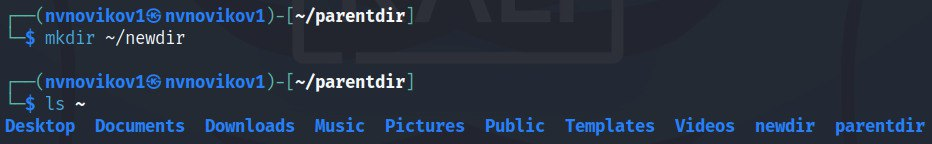 ┌──(nvnovikov1㉿nvnovikov1)-[~/parentdir]
└─$ mkdir ~/newdir
┌──(nvnovikov1㉿nvnovikov1)-[~/parentdir]
└─$ ls ~
Desktop Documents Downloads Music Pictures Public Templates Videos newdir parentdir